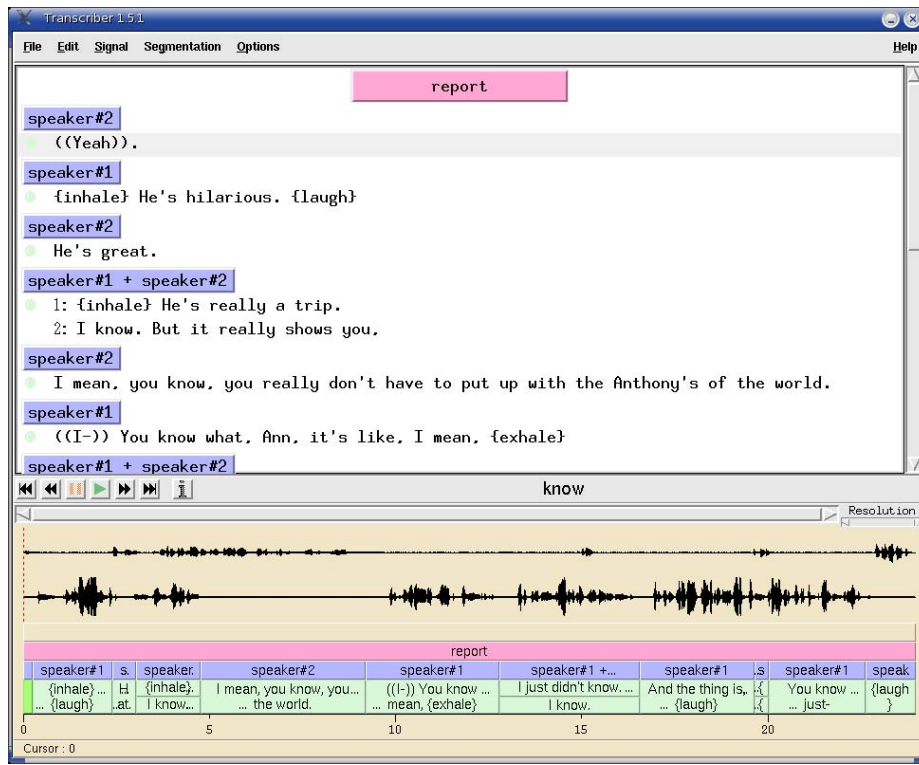 Transcriber 1.5.1
File Edit Signal Segmentation Options Help
report
speaker#2
((Yeah)).
speaker#1
{inhale} He's hilarious. {laugh}
speaker#2
He's great.
speaker#1 + speaker#2
1: {inhale} He's really a trip.
2: I know. But it really shows you,
speaker#2
I mean, you know, you really don't have to put up with the Anthony's of the world.
speaker#1
((I-)) You know what, Ann, it's like, I mean, {exhale}
speaker#1 + speaker#2
know
Resolution
report
speaker#1 s. speaker. speaker#2 speaker#1 speaker#1 +... speaker#1 .s speaker#1 speak.
{inhale} ... H {inhale}. I mean, you know, you... ((I-)) You know ... I just didn't know. ... And the thing is, ..{ You know ... {laugh
... {laugh} ..at. I know... ... the world. ... mean, {exhale} I know. ... {laugh} ..{ ... just- }
0 5 10 15 20
Cursor : 0